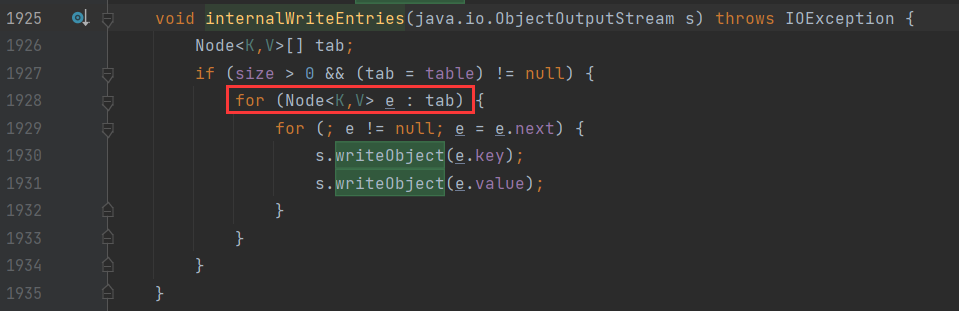 1925 void internalWriteEntries(java.io.ObjectOutputStream s) throws IOException {
1926 Node<K,V>[] tab;
1927 if (size > 0 && (tab = table) != null) {
1928 for (Node<K,V> e : tab) {
1929 for (; e != null; e = e.next) {
1930 s.writeObject(e.key);
1931 s.writeObject(e.value);
1932 }
1933 }
1934 }
1935 }